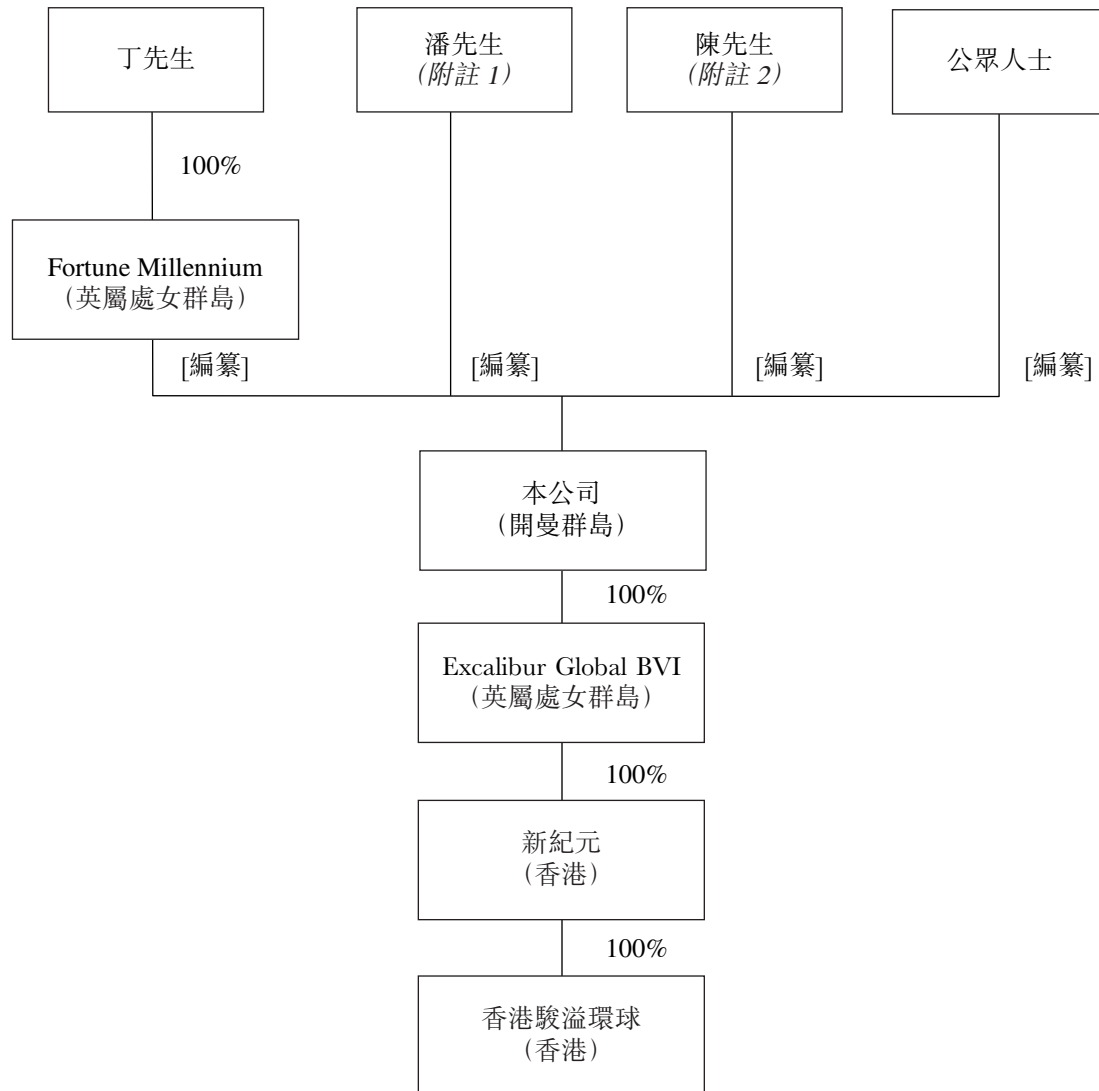 丁先生
潘先生
(附註 1)
陳先生
(附註 2)
公眾人士
100%
Fortune Millennium
(英屬處女群島)
[編纂]
[編纂]
[編纂]
[編纂]
本公司
(開曼群島)
100%
Excalibur Global BVI
(英屬處女群島)
100%
新紀元
(香港)
100%
香港駿溢環球
(香港)